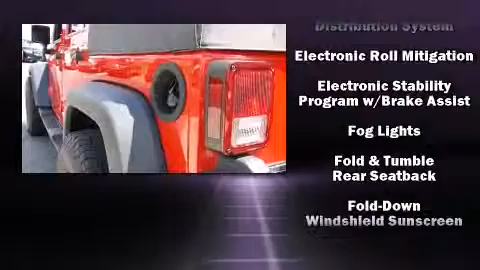 Distribution System
Electronic Roll Mitigation
Electronic Stability
Program w/Brake Assist
Fog Lights
Fold & Tumble
Rear Seatback
Fold-Down
Windshield Sunscreen